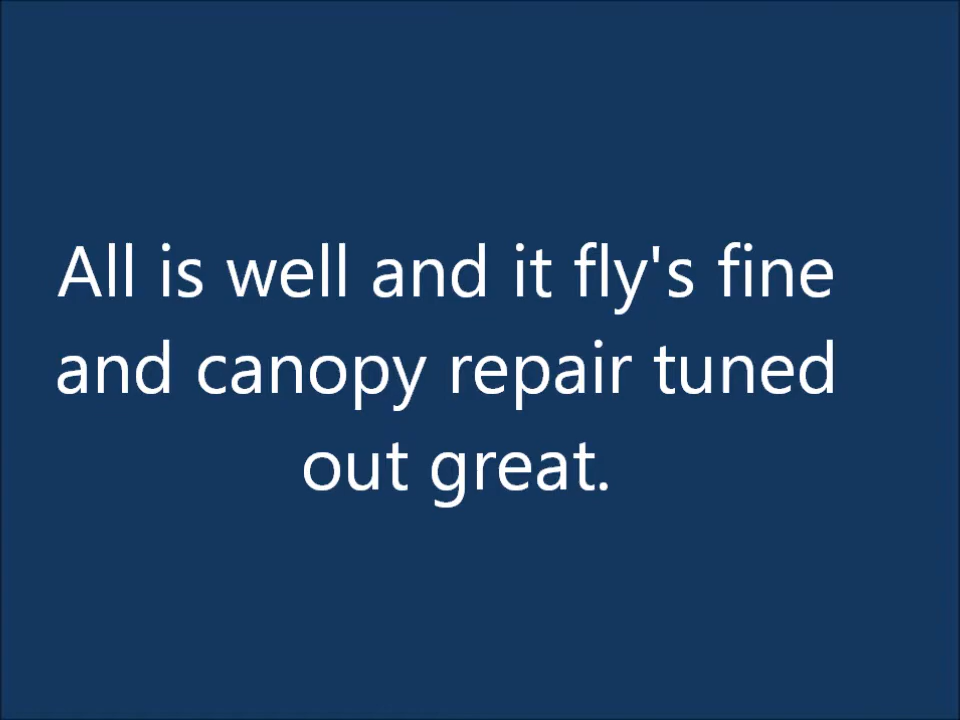 All is well and it fly's fine
and canopy repair tuned
out great.